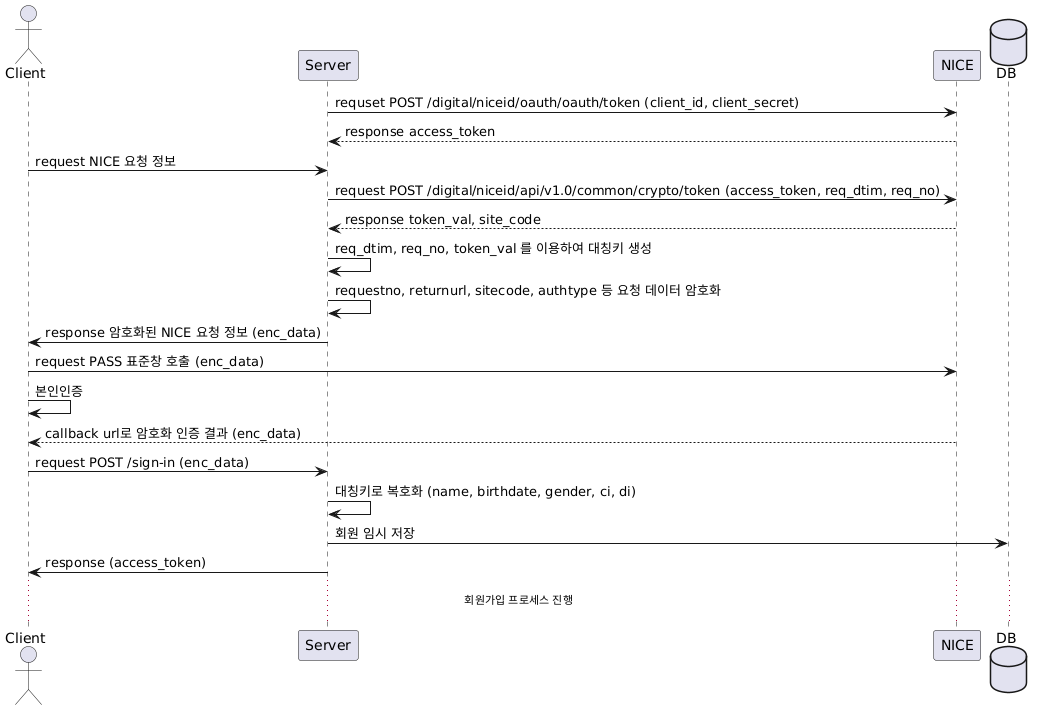 Client
Server
NICE
DB
requset POST /digital/niceid/oauth/oauth/token (client_id, client_secret)
response access_token
request NICE 요청 정보
request POST /digital/niceid/api/v1.0/common/crypto/token (access_token, req_dtim, req_no)
response token_val, site_code
req_dtim, req_no, token_val 를 이용하여 대칭키 생성
requestno, returnurl, sitecode, authtype 등 요청 데이터 암호화
response 암호화된 NICE 요청 정보 (enc_data)
request PASS 표준창 호출 (enc_data)
본인인증
callback url로 암호화 인증 결과 (enc_data)
request POST /sign-in (enc_data)
대칭키로 복호화 (name, birthdate, gender, ci, di)
회원 임시 저장
response (access_token)
회원가입 프로세스 진행
Client
Server
NICE
DB